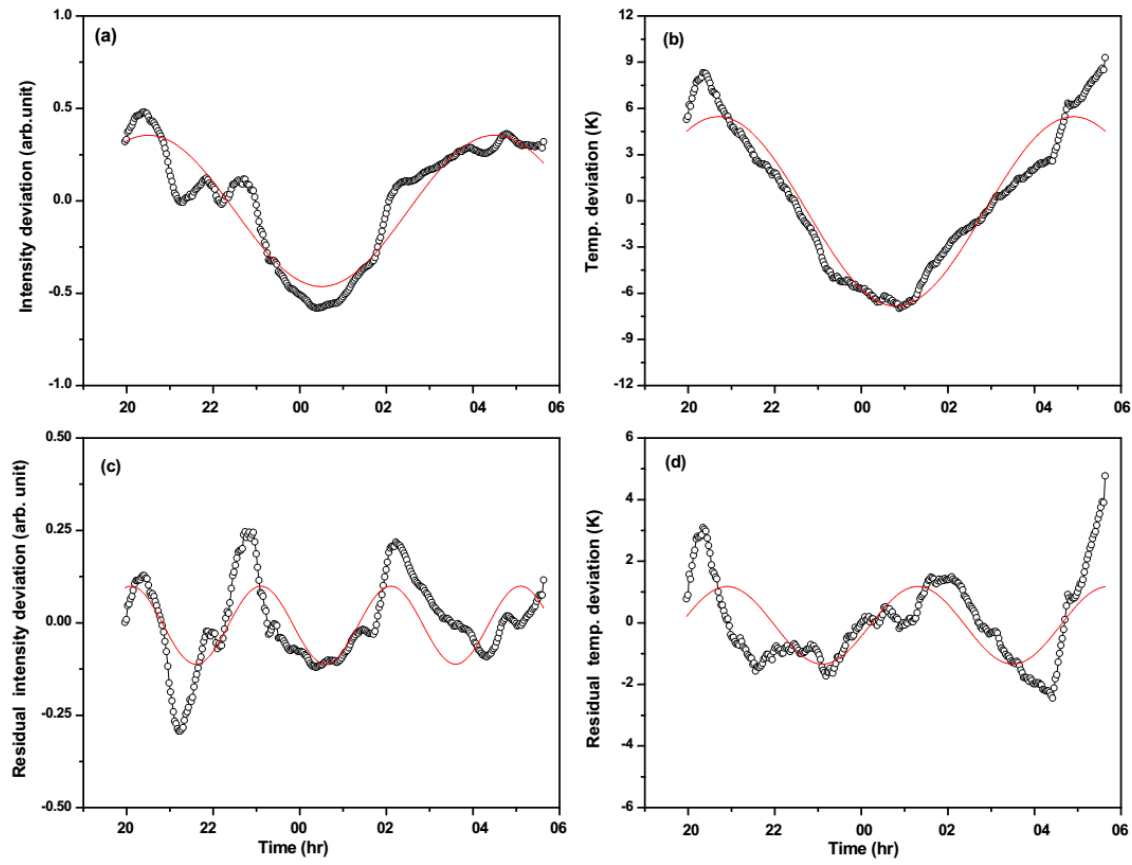 (a)
Intensity deviation (arb.unit)
1.0
0.5
0.0
-0.5
-1.0
20 22 00 02 04 06
(b)
Temp. deviation (K)
12
9
6
3
0
-3
-6
-9
-12
20 22 00 02 04 06
(c)
Residual intensity deviation (arb. unit)
0.50
0.25
0.00
-0.25
-0.50
20 22 00 02 04 06
Time (hr)
(d)
Residual temp. deviation (K)
6
4
2
0
-2
-4
-6
20 22 00 02 04 06
Time (hr)